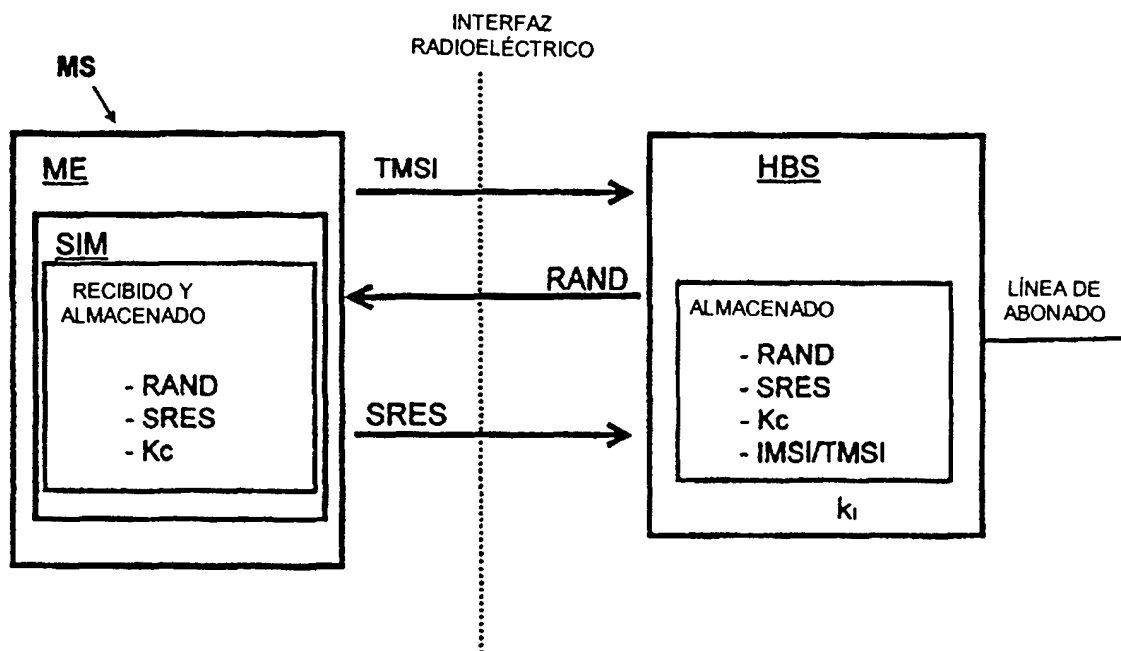 INTERFAZ
RADIOELÉCTRICO
MS
ME
SIM
RECIBIDO Y
ALMACENADO
- RAND
- SRES
- Kc
TMSI
RAND
SRES
HBS
ALMACENADO
- RAND
- SRES
- Kc
- IMSI/TMSI
kı
LÍNEA DE
ABONADO